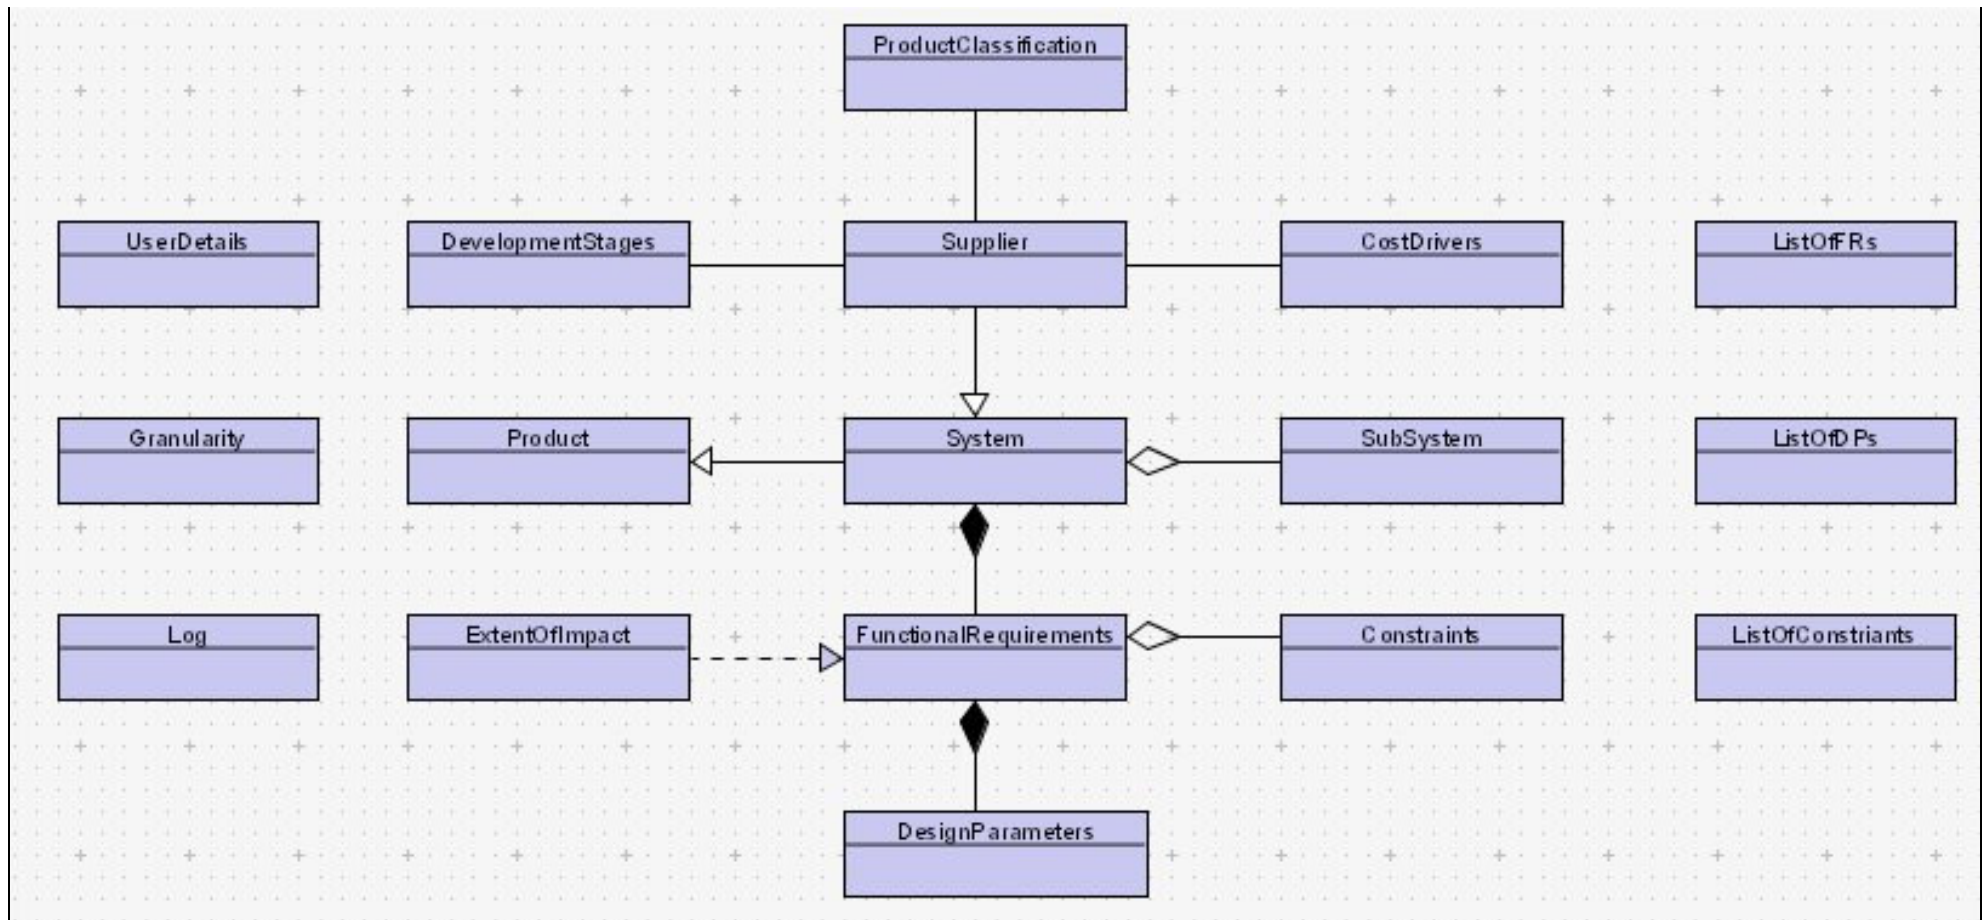 ProductClassification
UserDetails
DevelopmentStages
Supplier
CostDrivers
ListOfFRs
Granularity
Product
System
SubSystem
ListOfDPs
Log
ExtentOfImpact
FunctionalRequirements
Constraints
ListOfConstriants
DesignParameters